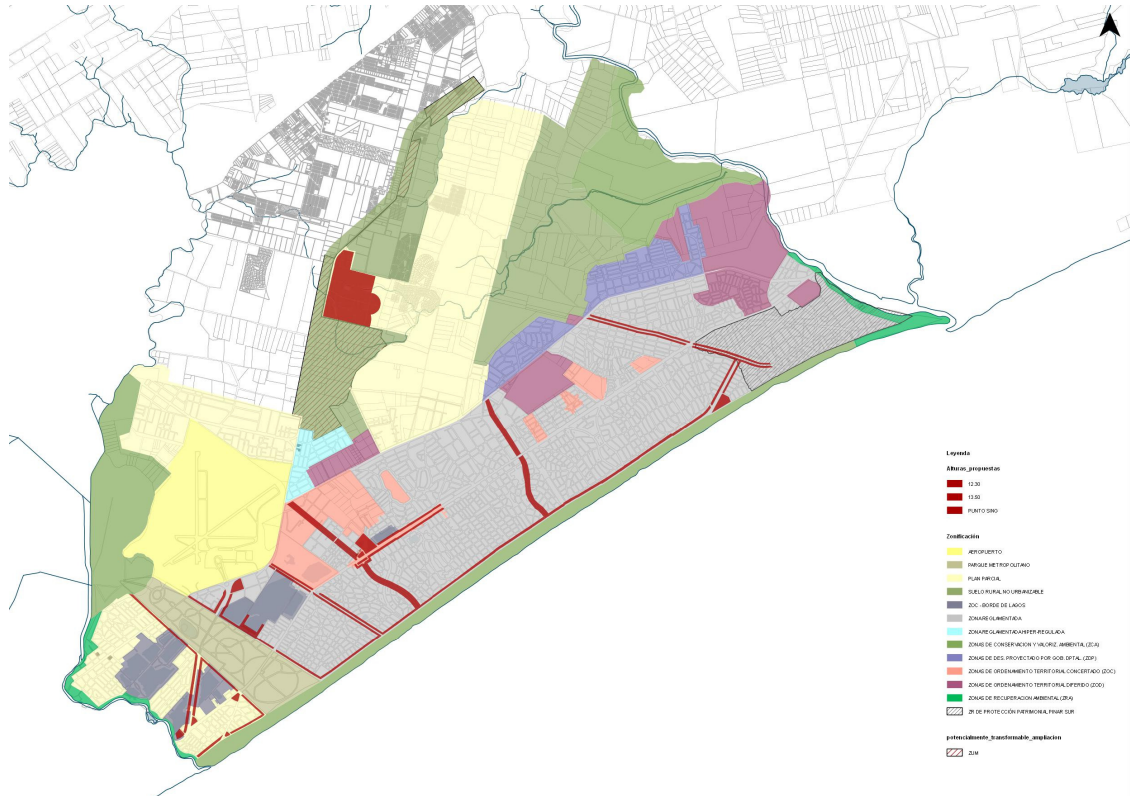 Leyenda
Alturas_propuestas
12.30
13.50
PUNTO SINO
Zonificación
AEROPUERTO
PARQUE METROPOLITANO
PLAN PARCIAL
SUELO RURAL NO URBANIZABLE
ZOC - BORDE DE LAGOS
ZONA REGLAMENTADA
ZONA REGLAMENTADA HIPER-REGULADA
ZONAS DE CONSERVACION Y VALORIZ. AMBIENTAL (ZCA)
ZONAS DE DES. PROYECTADO POR GOB. DPTAL. (ZDP)
ZONAS DE ORDENAMIENTO TERRITORIAL CONCERTADO (ZOC)
ZONAS DE ORDENAMIENTO TERRITORIAL DIFERIDO (ZOD)
ZONAS DE RECUPERACION AMBIENTAL (ZRA)
ZR DE PROTECCIÓN PATRIMONIAL PINAR SUR
potencialmente_transformable_ampliacion
ZUM